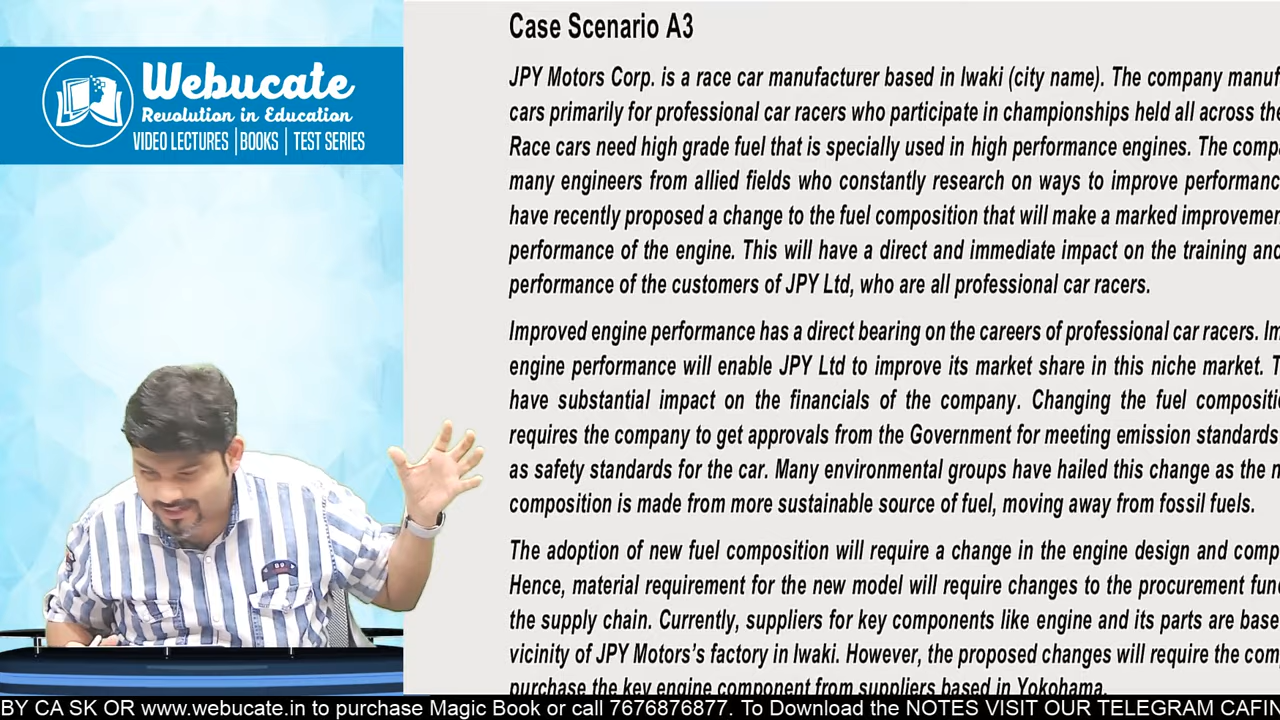 Webucate
Revolution in Education
VIDEO LECTURES | BOOKS | TEST SERIES
Case Scenario A3
JPY Motors Corp. is a race car manufacturer based in Iwaki (city name). The company manuf
cars primarily for professional car racers who participate in championships held all across the
Race cars need high grade fuel that is specially used in high performance engines. The comp
many engineers from allied fields who constantly research on ways to improve performanc
have recently proposed a change to the fuel composition that will make a marked improvemen
performance of the engine. This will have a direct and immediate impact on the training and
performance of the customers of JPY Ltd, who are all professional car racers.
Improved engine performance has a direct bearing on the careers of professional car racers. Im
engine performance will enable JPY Ltd to improve its market share in this niche market. T
have substantial impact on the financials of the company. Changing the fuel compositi
requires the company to get approvals from the Government for meeting emission standards
as safety standards for the car. Many environmental groups have hailed this change as the n
composition is made from more sustainable source of fuel, moving away from fossil fuels.
The adoption of new fuel composition will require a change in the engine design and comp
Hence, material requirement for the new model will require changes to the procurement fun
the supply chain. Currently, suppliers for key components like engine and its parts are base
vicinity of JPY Motors's factory in Iwaki. However, the proposed changes will require the com
purchase the key engine component from suppliers based in Yokohama.
BY CA SK OR www.webucate.in to purchase Magic Book or call 7676876877. To Download the NOTES VISIT OUR TELEGRAM CAFIN